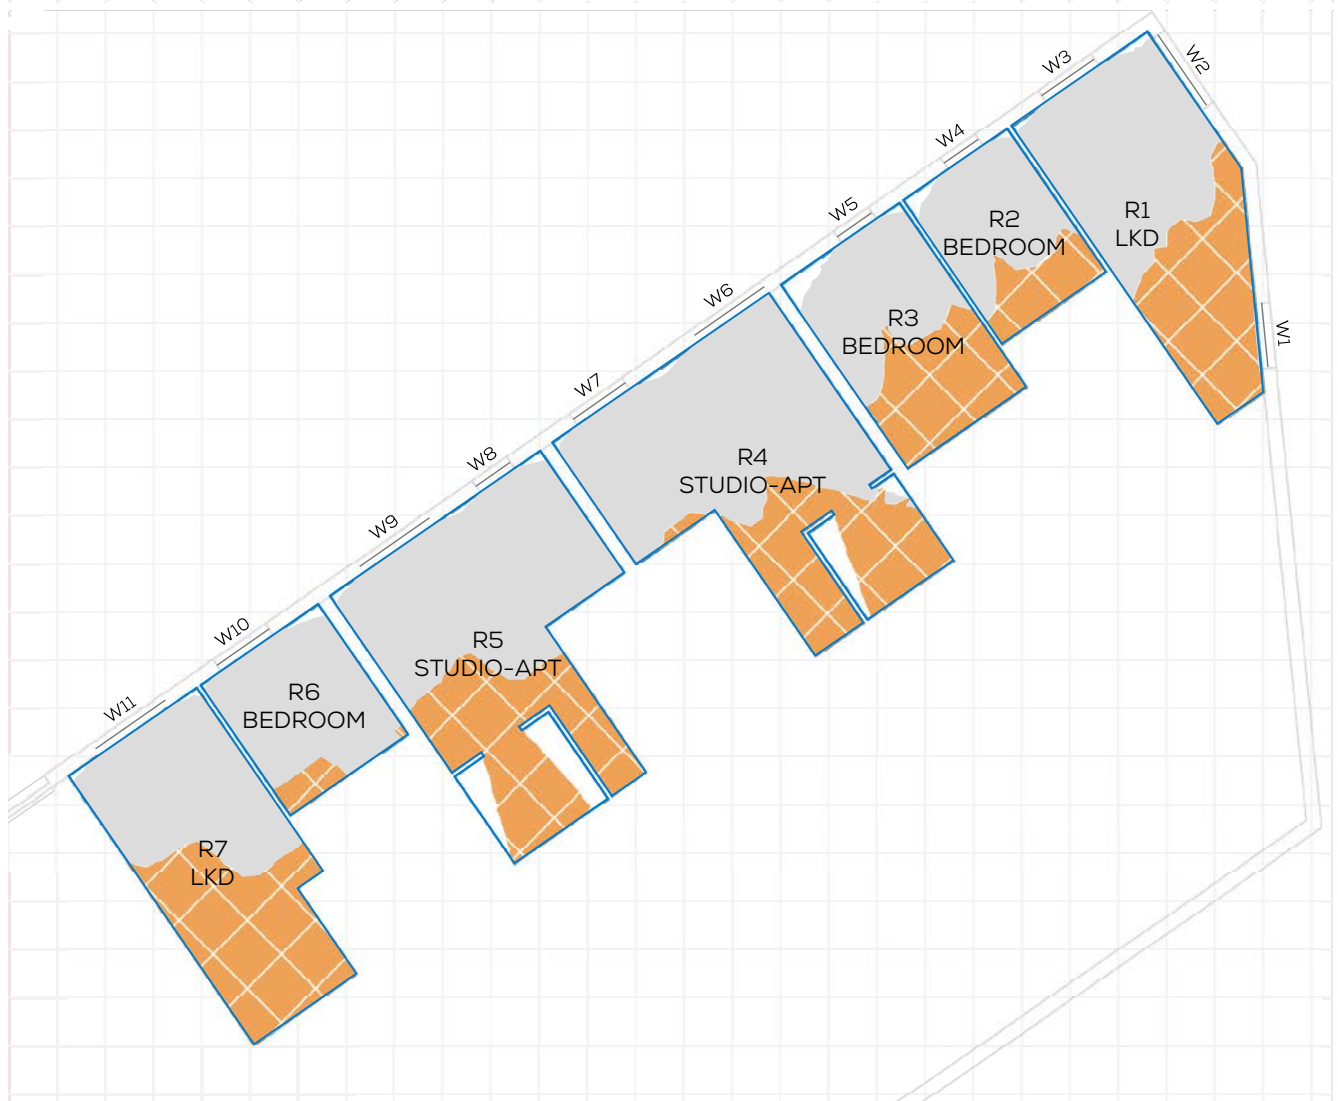 W2
W3
W4
W5
R1
LKD
R2
BEDROOM
W6
R3
BEDROOM
W1
W7
W8
R4
STUDIO-APT
W9
W10
R5
STUDIO-APT
W11
R6
BEDROOM
R7
LKD